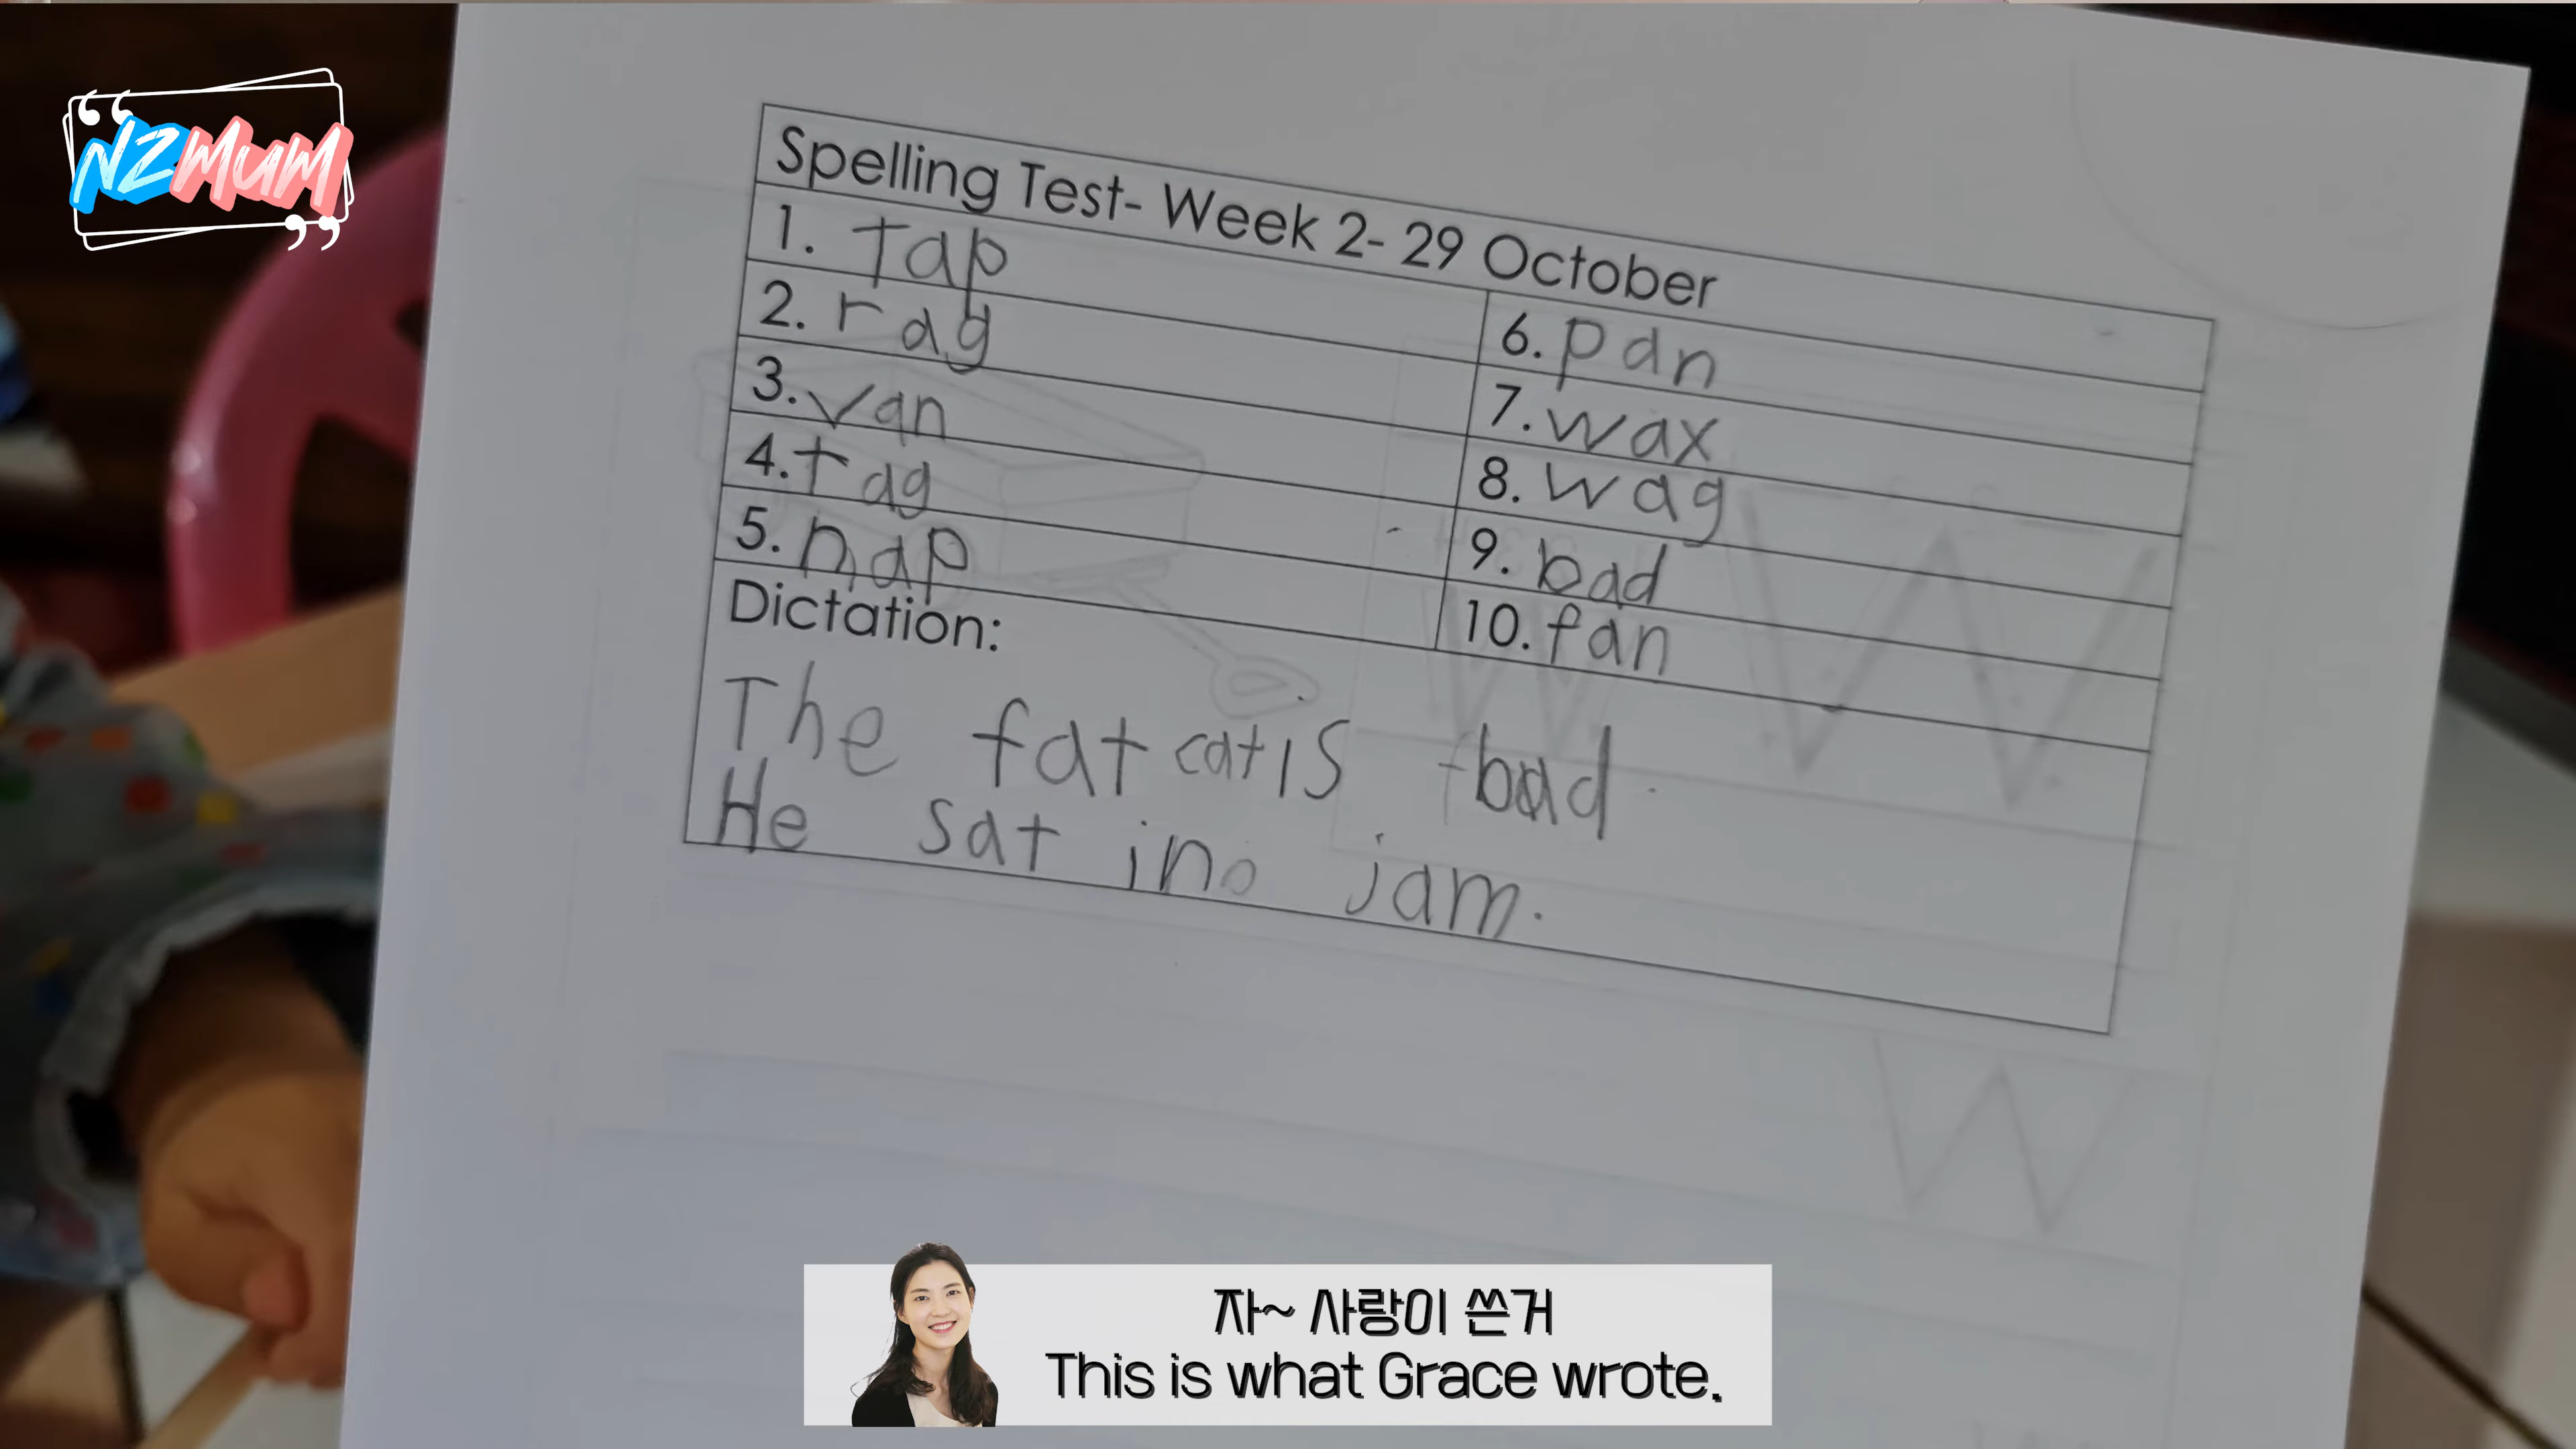 NZMUM
Spelling Test- Week 2- 29 October
1. Tap
2. rag
3. van
4. tag
5. nap
6. pan
7. wax
8. wag
9. bad
10. fan
Dictation:
The fat cat is bad.
He sat ino jam.
자~ 사랑이 쓴거
This is what Grace wrote.